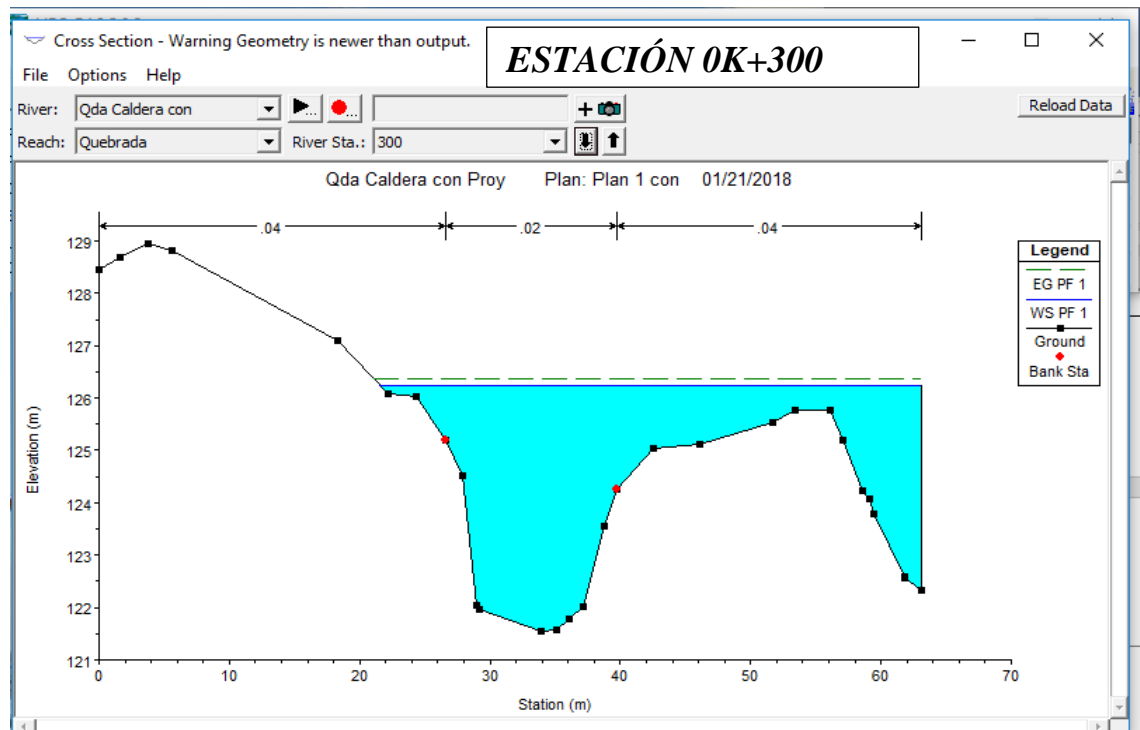 Cross Section - Warning Geometry is newer than output.
ESTACIÓN 0K+300
File Options Help
River: Qda Caldera con
Reload Data
Reach: Quebrada River Sta.: 300
Qda Caldera con Proy Plan: Plan 1 con 01/21/2018
.04 .02 .04
Legend
EG PF 1
WS PF 1
Ground
Bank Sta
Elevation (m)
129
128
127
126
125
124
123
122
121
0 10 20 30 40 50 60 70
Station (m)